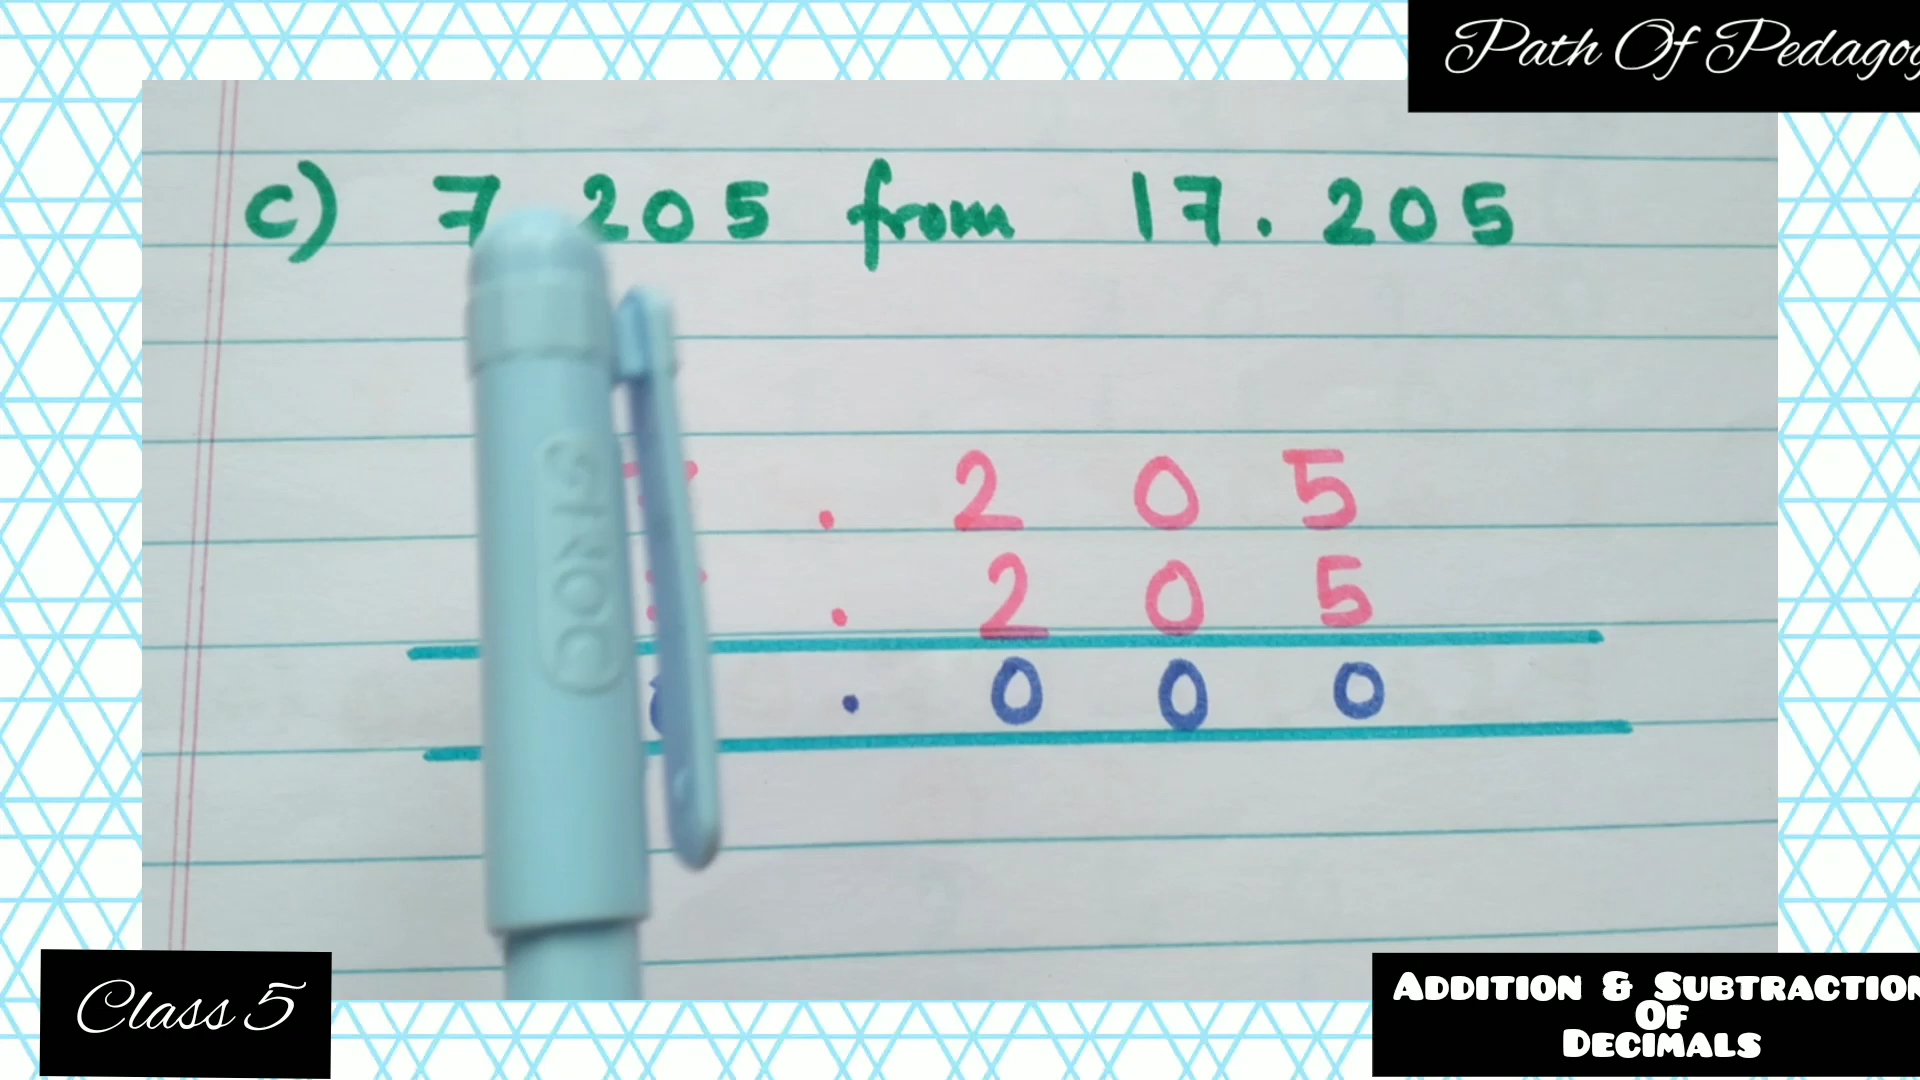 Path Of Pedagog
c) 7 205 from 17.205
. 2 0 5
. 2 0 5
. 0 0 0
Class 5
Addition & Subtraction
Of
Decimals